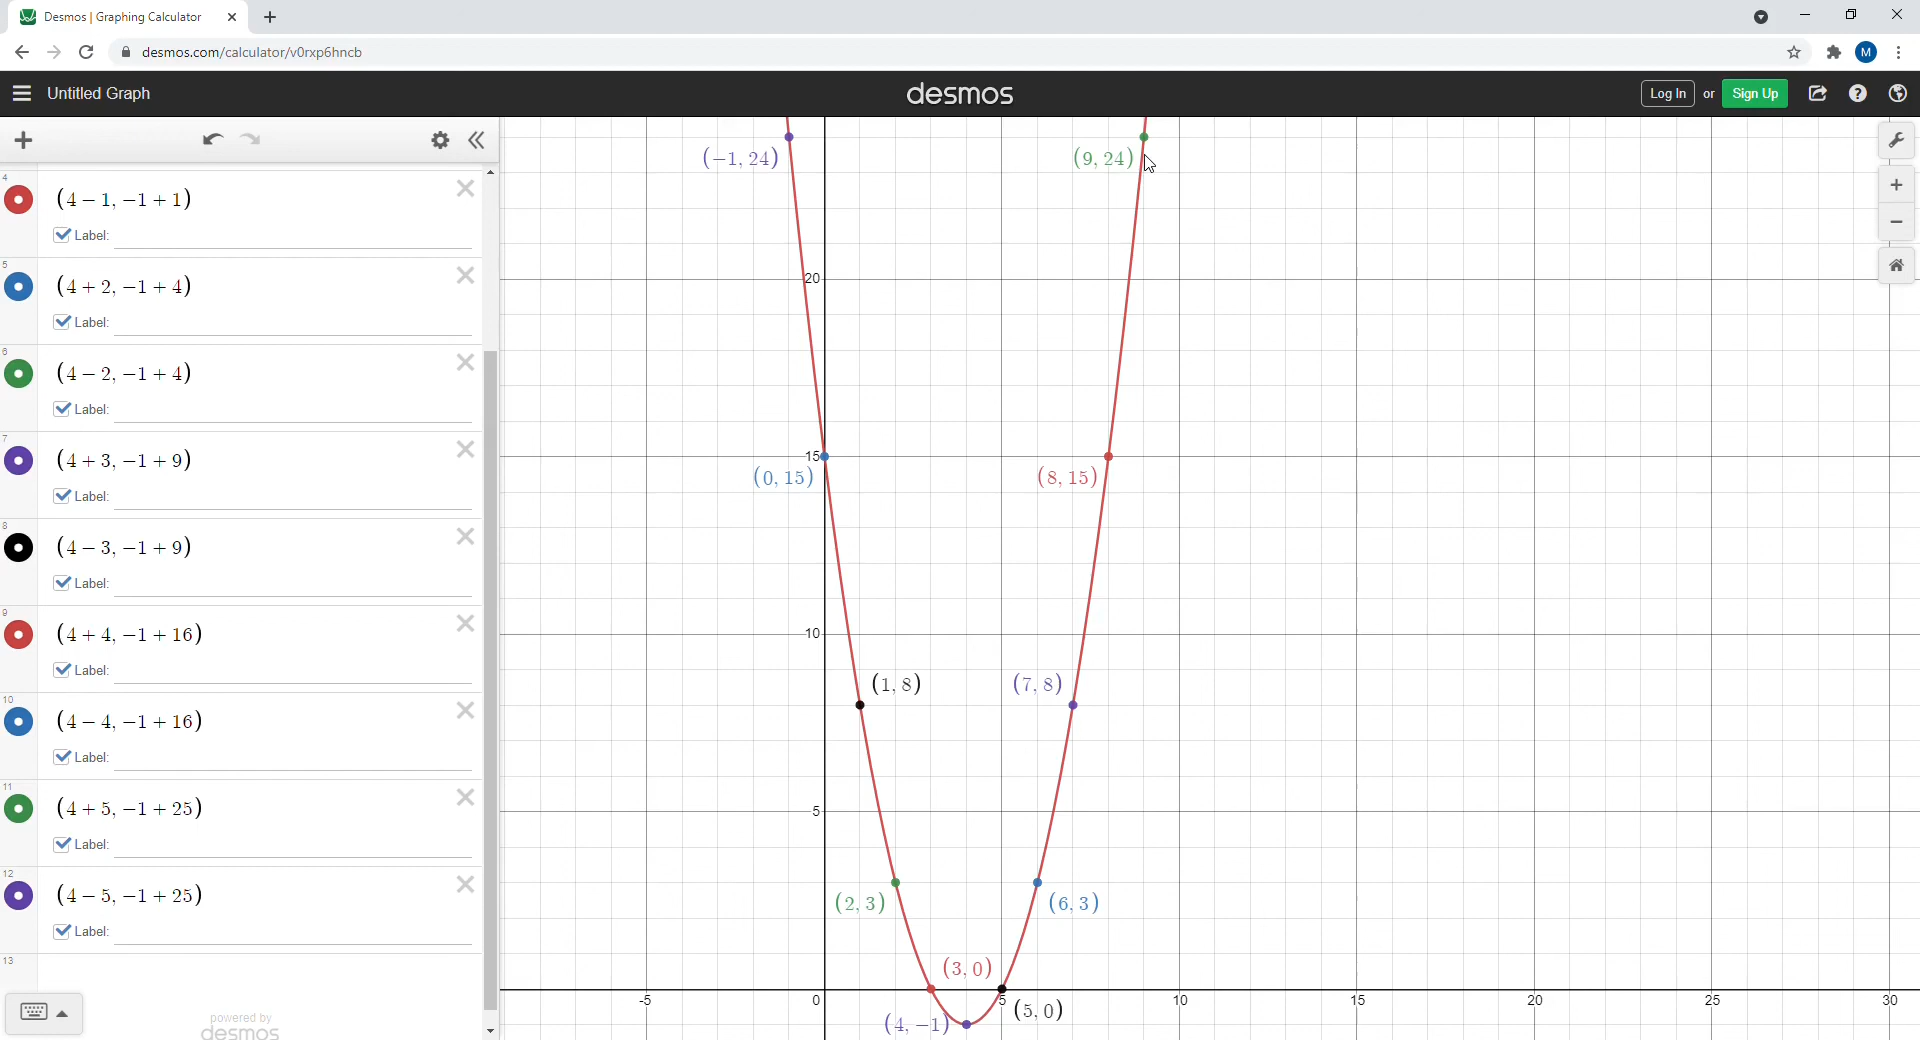 Desmos | Graphing Calculator
desmos.com/calculator/v0rxp6hncb
M
Untitled Graph
desmos
Log In or Sign Up
4
(4 − 1, −1 + 1)
Label:
5
(4 + 2, −1 + 4)
Label:
6
(4 − 2, −1 + 4)
Label:
7
(4 + 3, −1 + 9)
Label:
8
(4 − 3, −1 + 9)
Label:
9
(4 + 4, −1 + 16)
Label:
10
(4 − 4, −1 + 16)
Label:
11
(4 + 5, −1 + 25)
Label:
12
(4 − 5, −1 + 25)
Label:
13
powered by
desmos
(−1, 24)
(9, 24)
20
15
(0, 15)
(8, 15)
10
(1, 8)
(7, 8)
5
(2, 3)
(6, 3)
(3, 0)
-5 0 5 10 15 20 25 30
(5, 0)
(4, −1)